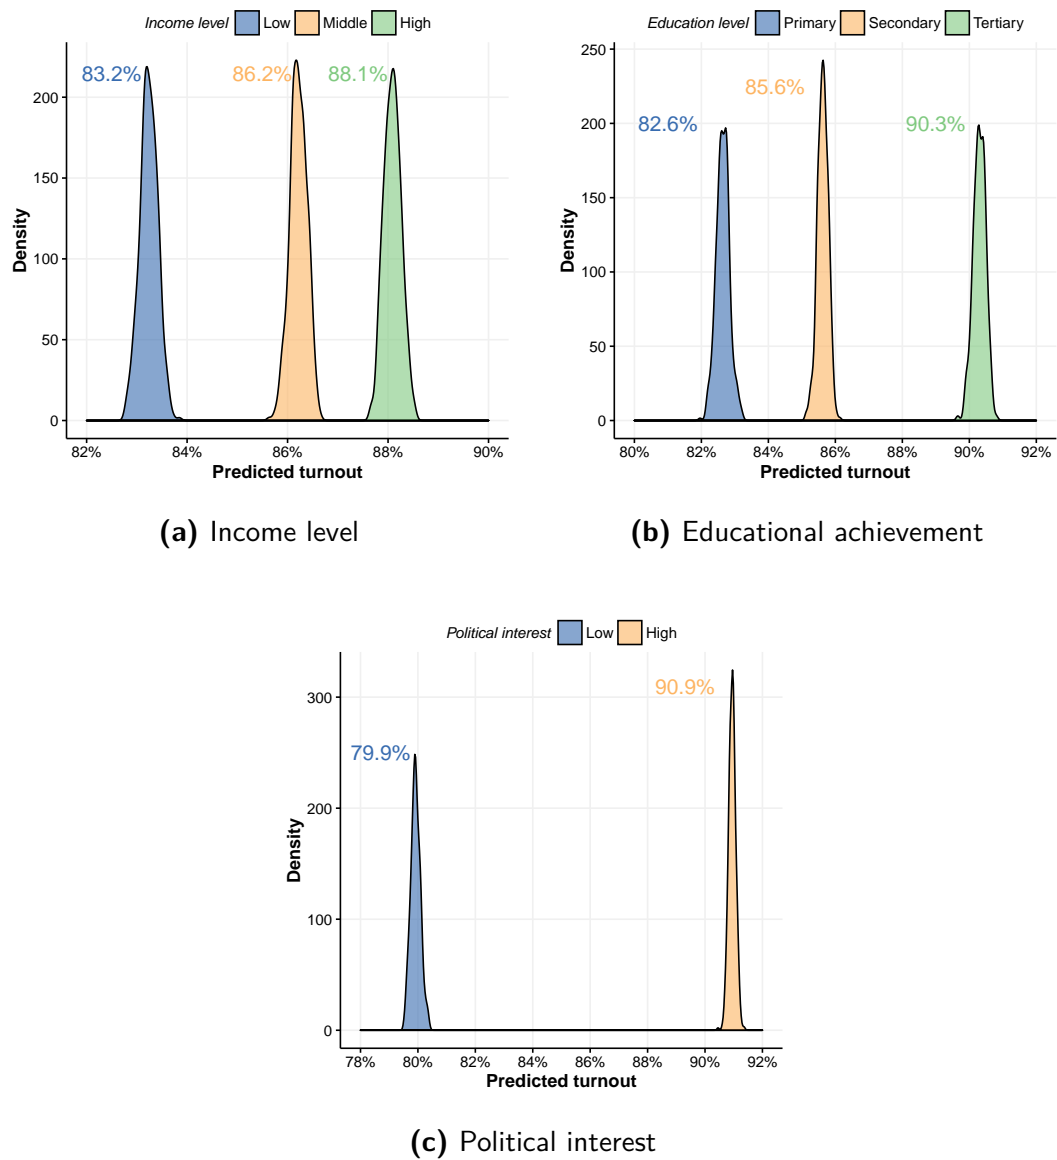 Income level Low Middle High
83.2% 86.2% 88.1%
200
150
100
50
0
Density
82% 84% 86% 88% 90%
Predicted turnout
(a) Income level
Education level Primary Secondary Tertiary
82.6% 85.6% 90.3%
250
200
150
100
50
0
Density
80% 82% 84% 86% 88% 90% 92%
Predicted turnout
(b) Educational achievement
Political interest Low High
79.9% 90.9%
300
200
100
0
Density
78% 80% 82% 84% 86% 88% 90% 92%
Predicted turnout
(c) Political interest